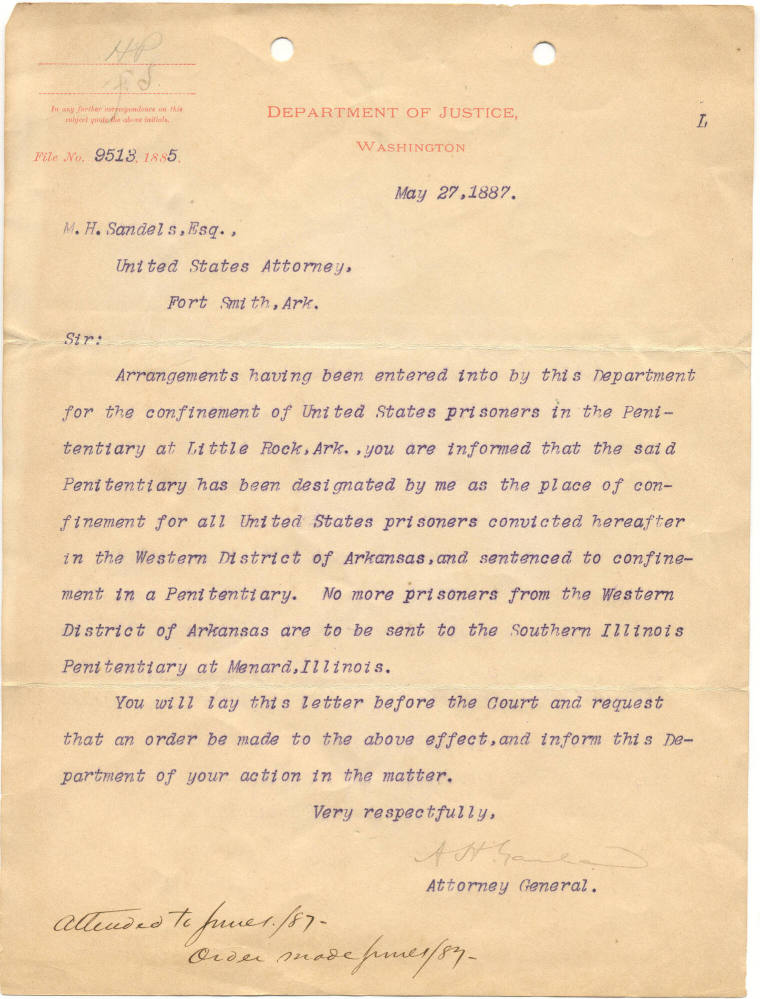 HP
S.
In any further correspondence on this
subject quote the above initials.
DEPARTMENT OF JUSTICE,
WASHINGTON
L
File No. 9513, 1885.
May 27,1887.
M.H.Sandels,Esq.,
United States Attorney,
Fort Smith,Ark.
Sir:
Arrangements having been entered into by this Department
for the confinement of United States prisoners in the Peni-
tentiary at Little Rock,Ark.,you are informed that the said
Penitentiary has been designated by me as the place of con-
finement for all United States prisoners convicted hereafter
in the Western District of Arkansas,and sentenced to confine-
ment in a Penitentiary. No more prisoners from the Western
District of Arkansas are to be sent to the Southern Illinois
Penitentiary at Menard,Illinois.
You will lay this letter before the Court and request
that an order be made to the above effect,and inform this De-
partment of your action in the matter.
Very respectfully,
A H Garland
Attorney General.
Attended to June 1./87-
Order made June 1/87-